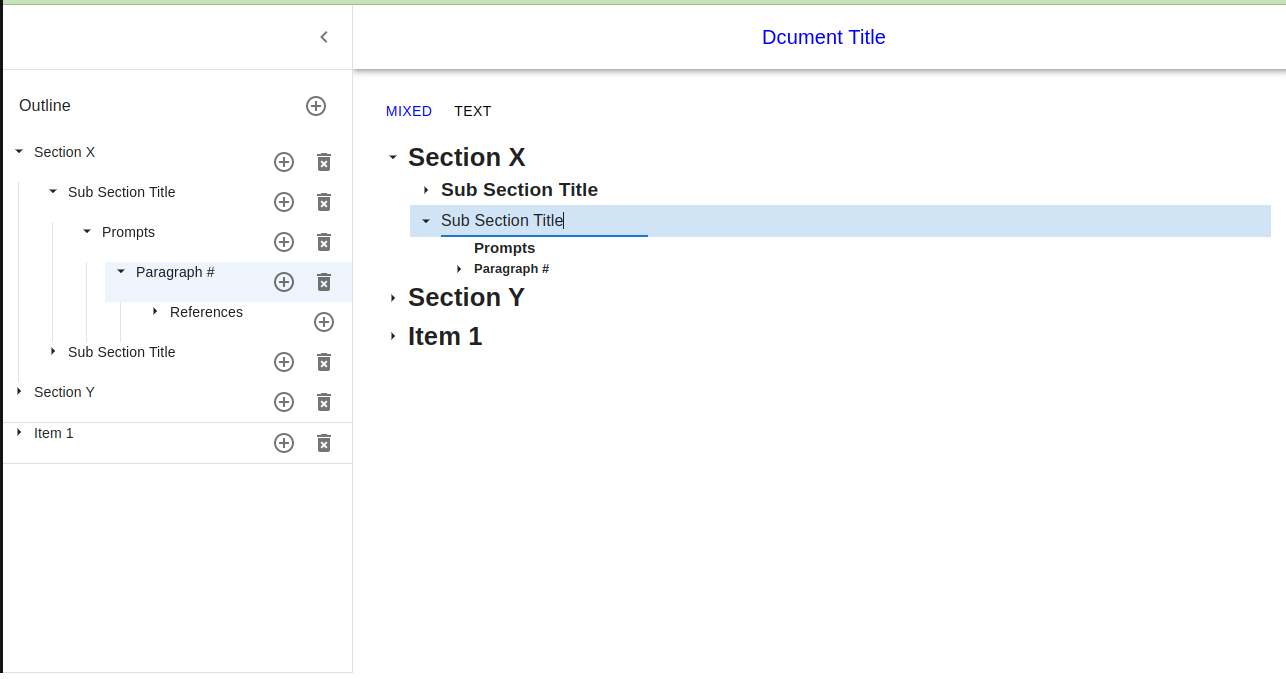 Dcument Title
Outline
Section X
Sub Section Title
Prompts
Paragraph #
References
Sub Section Title
Section Y
Item 1
MIXED TEXT
Section X
Sub Section Title
Sub Section Title
Prompts
Paragraph #
Section Y
Item 1